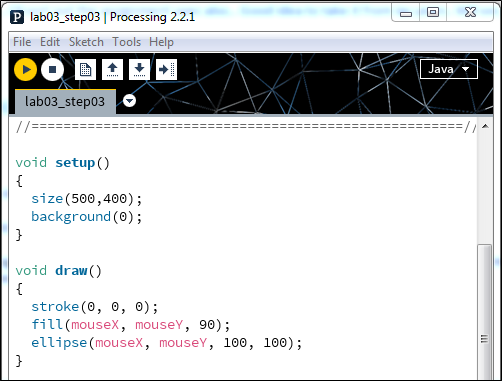 P lab03_step03 | Processing 2.2.1
File Edit Sketch Tools Help
Java
lab03_step03
//=======================================================//
void setup()
{
  size(500,400);
  background(0);
}
void draw()
{
  stroke(0, 0, 0);
  fill(mouseX, mouseY, 90);
  ellipse(mouseX, mouseY, 100, 100);
}